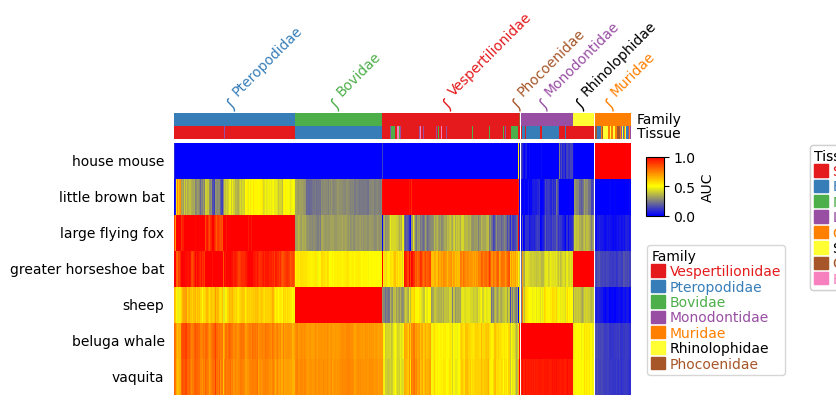 Pteropodidae
Bovidae
Vespertilionidae
Phocoenidae
Monodontidae
Rhinolophidae
Muridae
Family
Tissue
house mouse
little brown bat
large flying fox
greater horseshoe bat
sheep
beluga whale
vaquita
1.0
0.5
0.0
AUC
Family
Vespertilionidae
Pteropodidae
Bovidae
Monodontidae
Muridae
Rhinolophidae
Phocoenidae